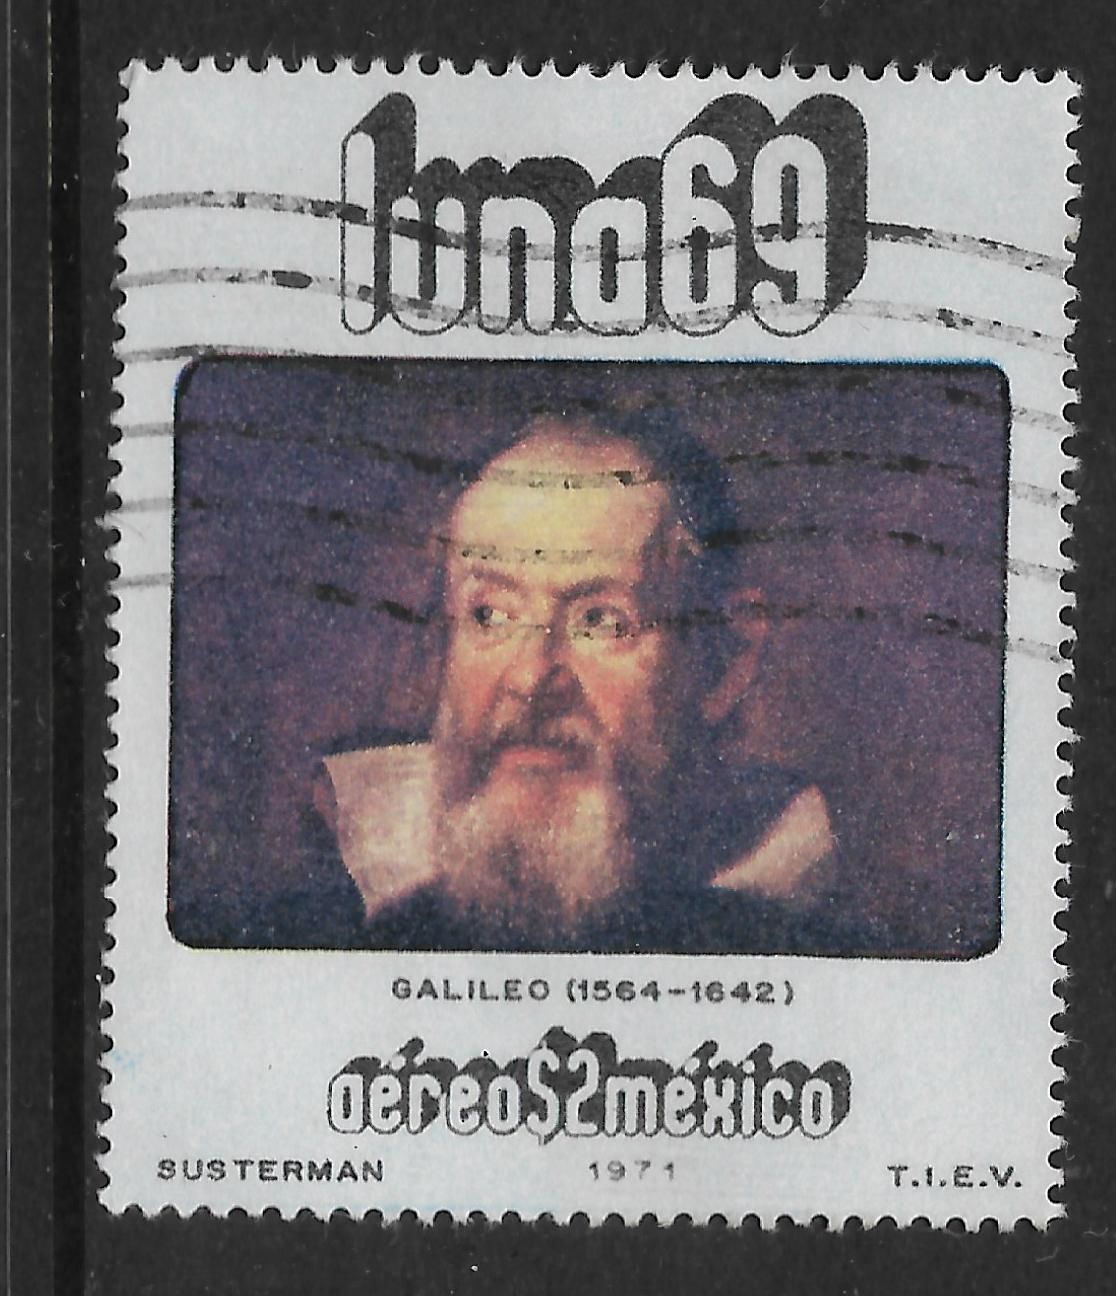 luna69
GALILEO (1564-1642)
aéreo$2méxico
SUSTERMAN 1971 T.I.E.V.